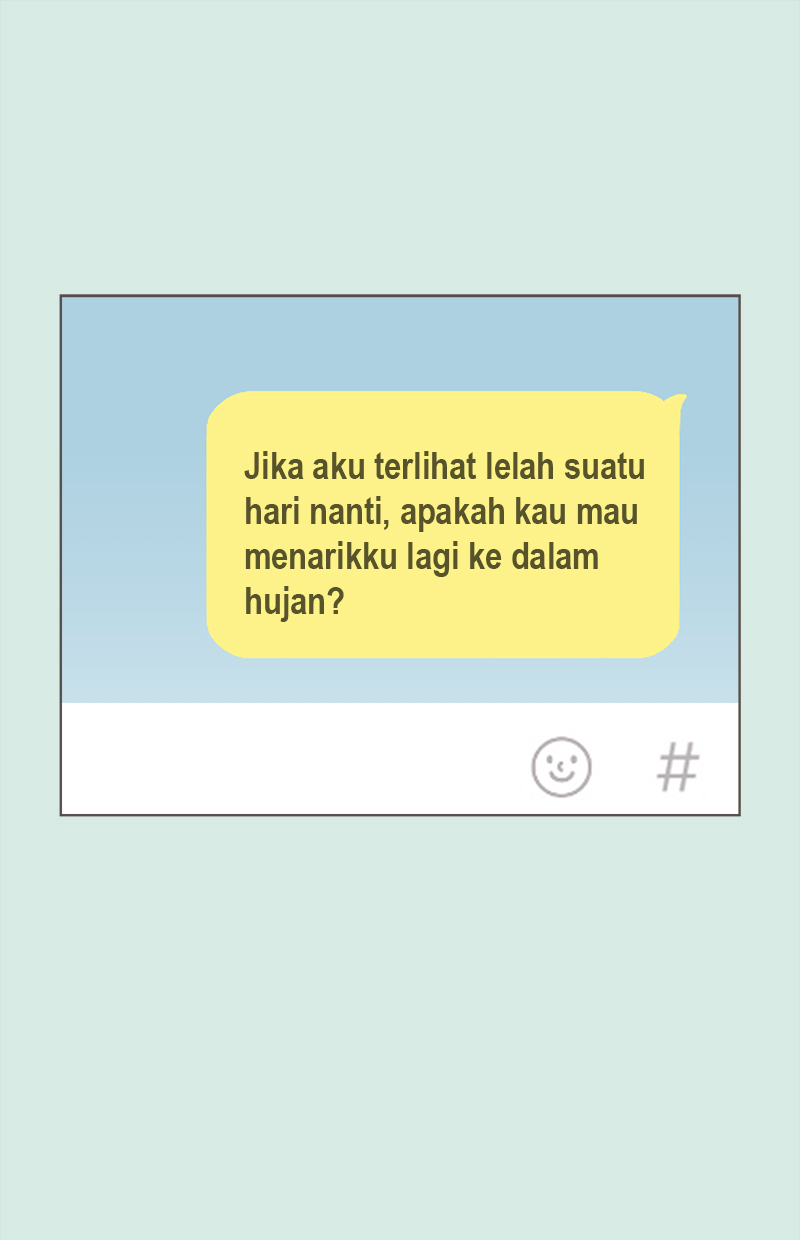 Jika aku terlihat lelah suatu
hari nanti, apakah kau mau
menarikku lagi ke dalam
hujan?
#